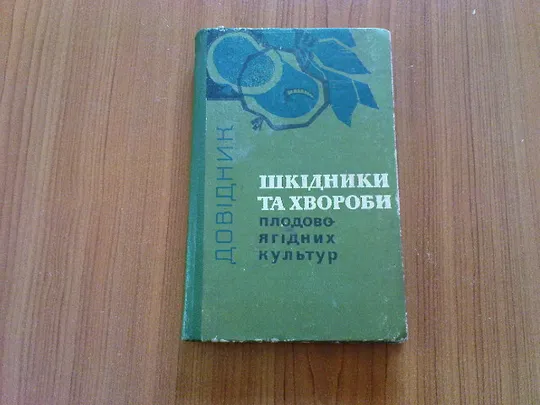 ДОВІДНИК
ШКІДНИКИ
ТА ХВОРОБИ
ПЛОДОВО-
ЯГІДНИХ
КУЛЬТУР